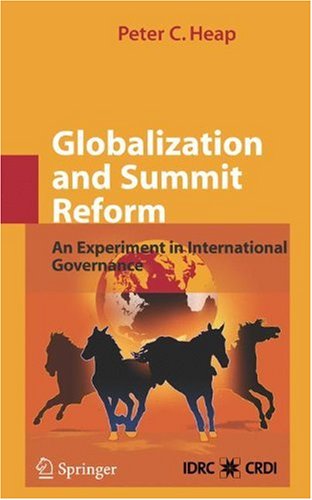 Peter C. Heap
Globalization
and Summit
Reform
An Experiment in International
Governance
Springer
IDRC CRDI